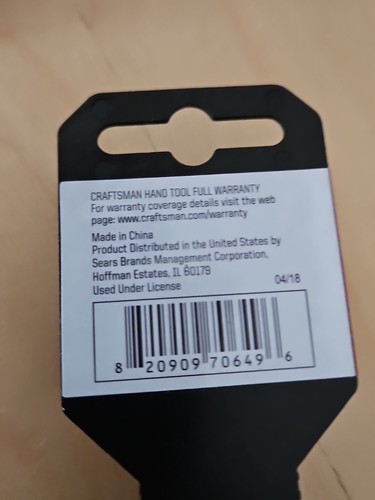 CRAFTSMAN HAND TOOL FULL WARRANTY
For warranty coverage details visit the web
page: www.craftsman.com/warranty
Made in China
Product Distributed in the United States by
Sears Brands Management Corporation,
Hoffman Estates, IL 60179
Used Under License 04/18
8 20909 70649 6